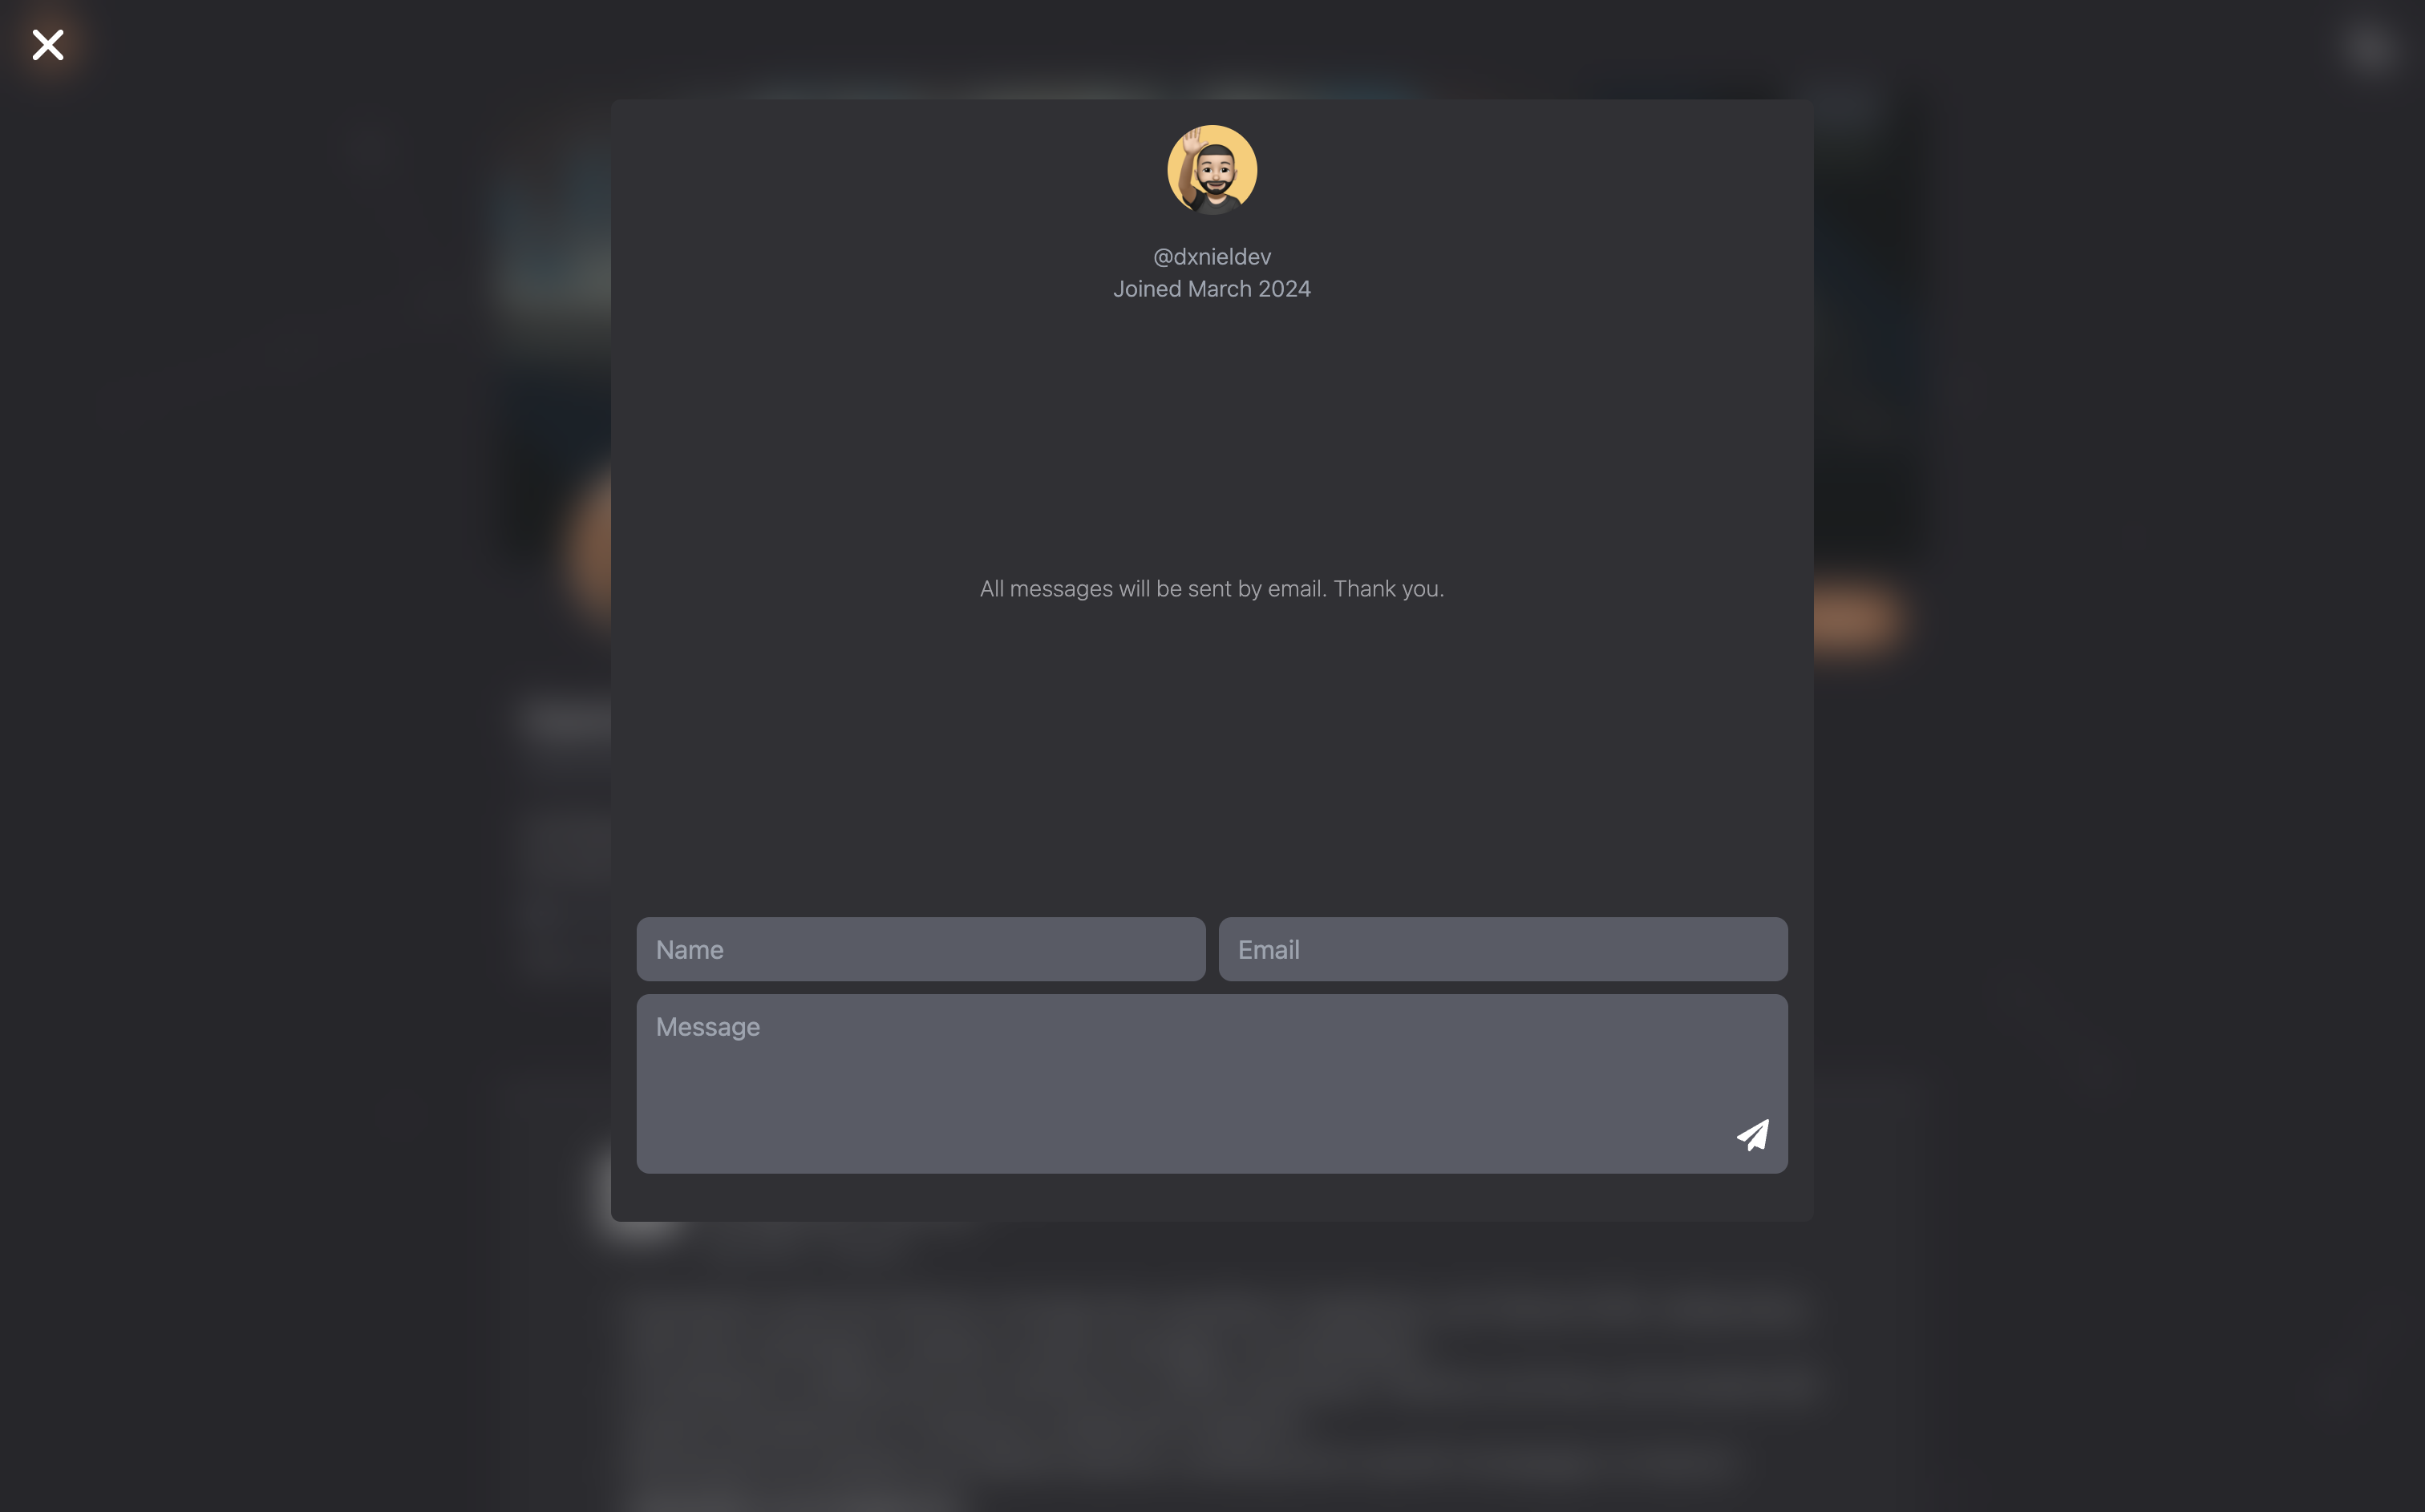 @dxnieldev
Joined March 2024
All messages will be sent by email. Thank you.
Name
Email
Message